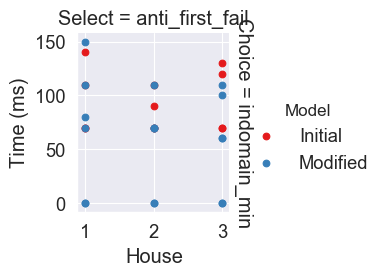 Select = anti_first_fail
150
100
50
0
Time (ms)
1 2 3
House
Choice = indomain_min
Model
Initial
Modified